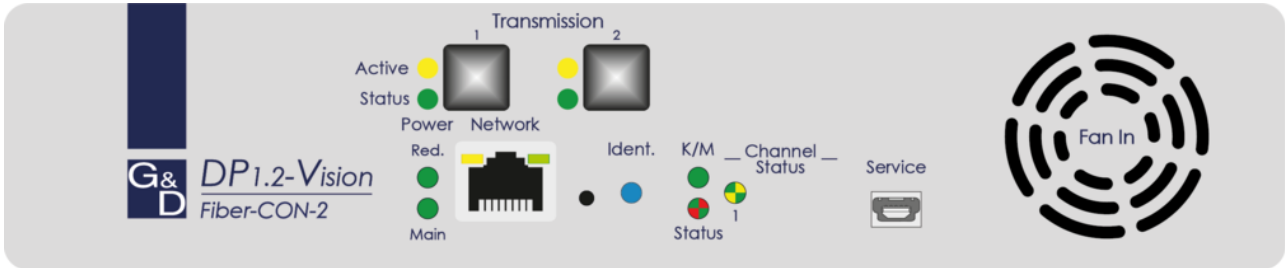 Transmission
1 2
Active
Status
Power Network
Red.
Ident.
K/M
Channel
Status
Service
Fan In
G&D
DP1.2-Vision
Fiber-CON-2
Main
Status
1